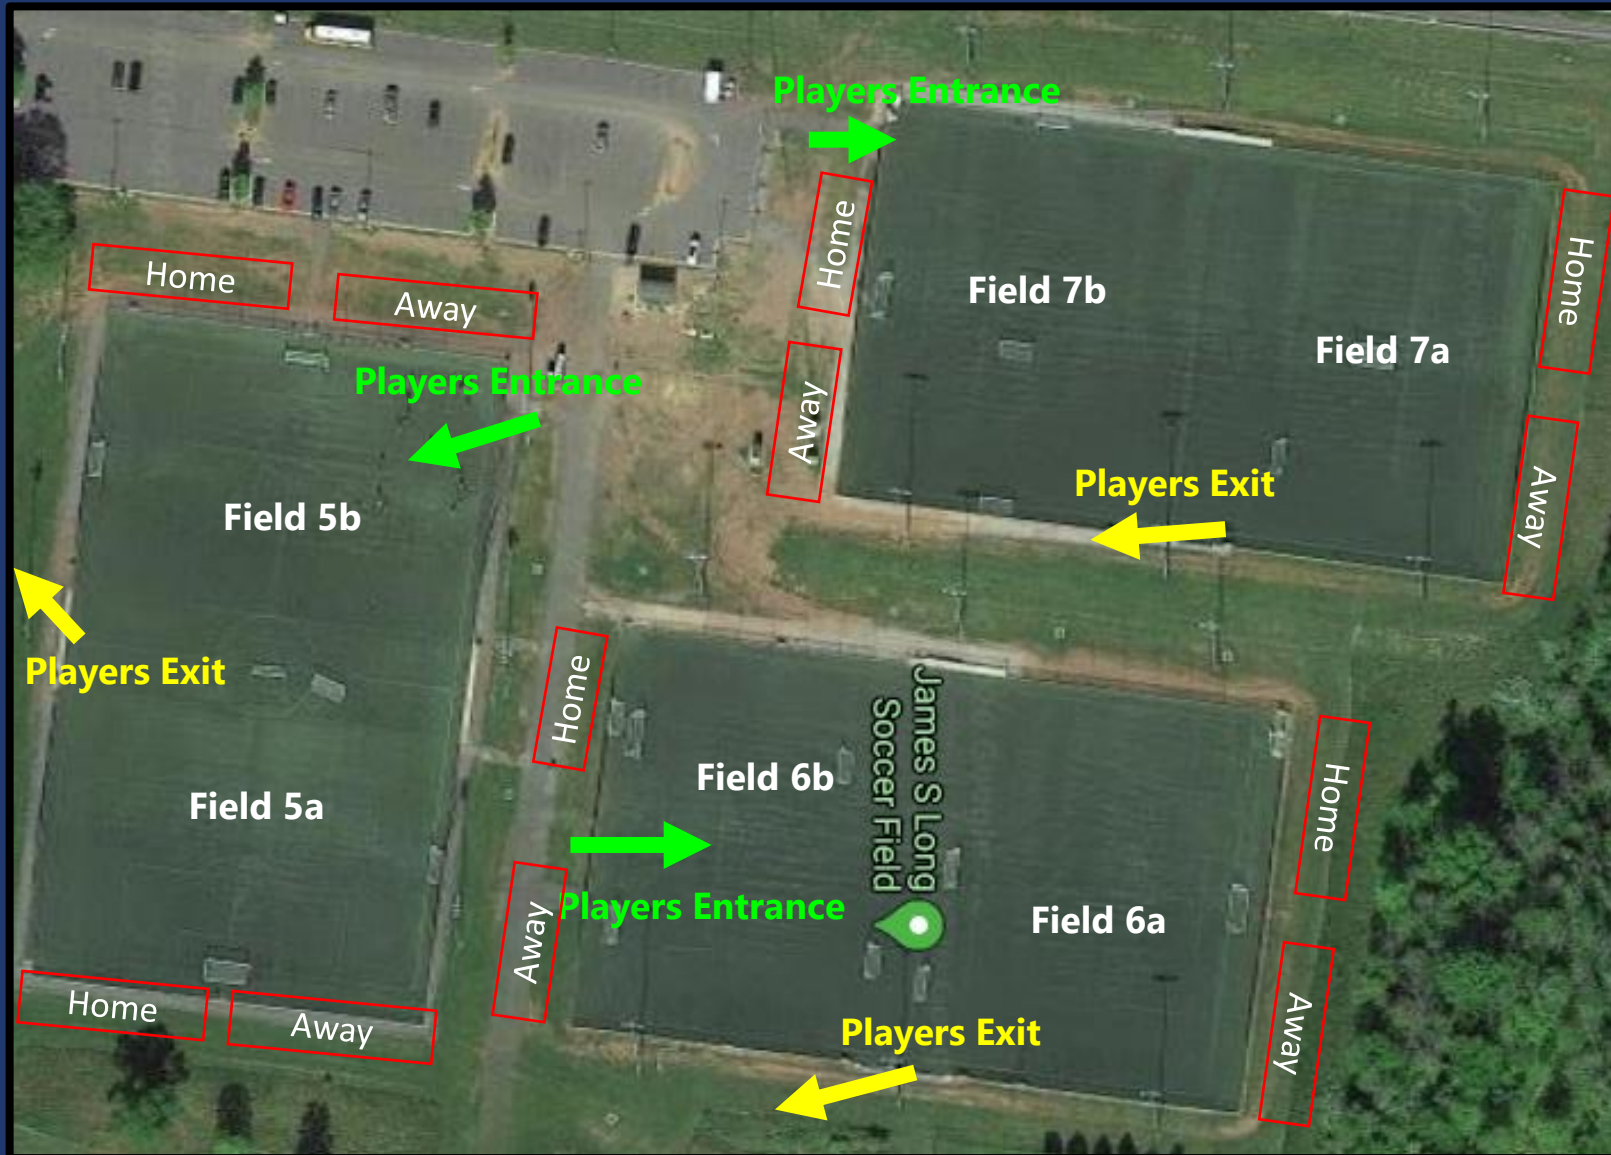 Players Entrance
Home
Field 7b
Home
Field 7a
Away
Home
Away
Players Entrance
Field 5b
Players Exit
Away
Players Exit
Home
Field 5a
Home
Away
Field 6b
James S Long
Soccer Field
Players Entrance
Field 6a
Home
Away
Home
Away
Players Exit